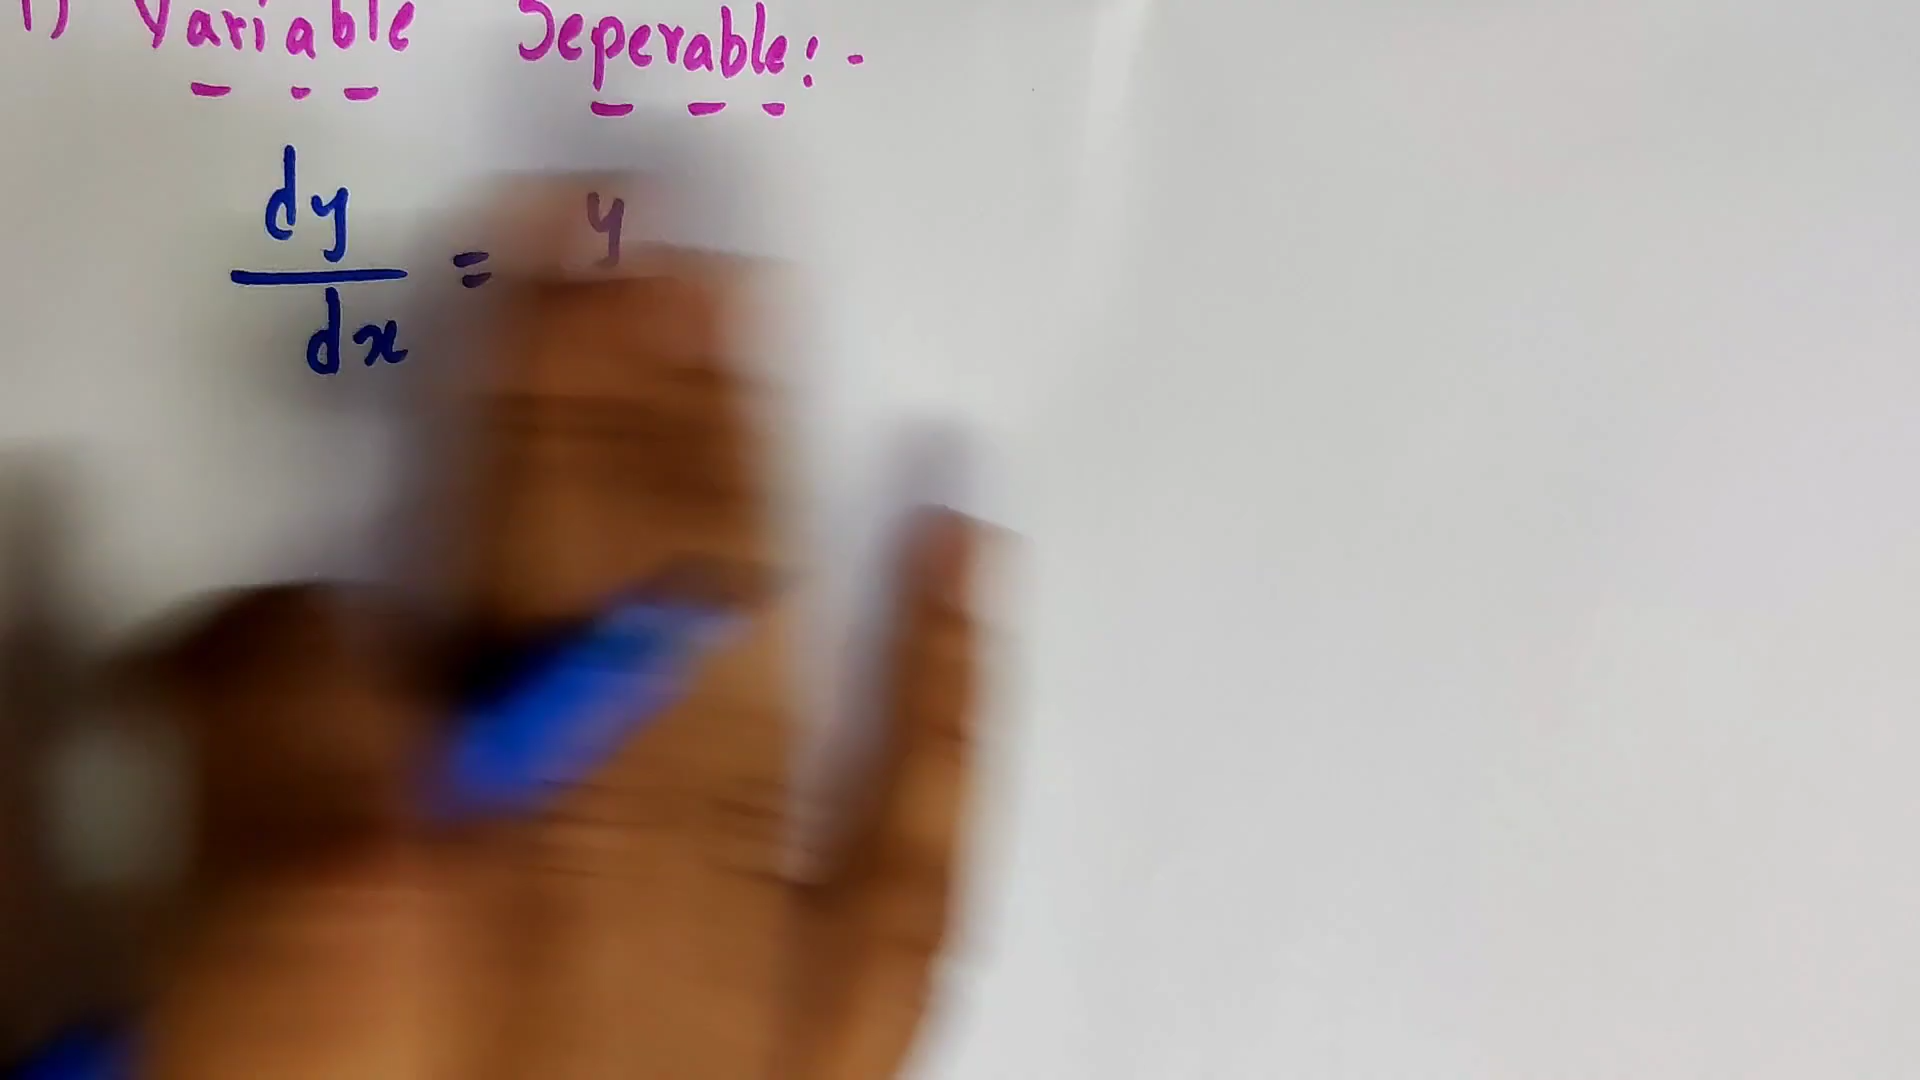 1) Variable Seperable:-
dy/dx = y